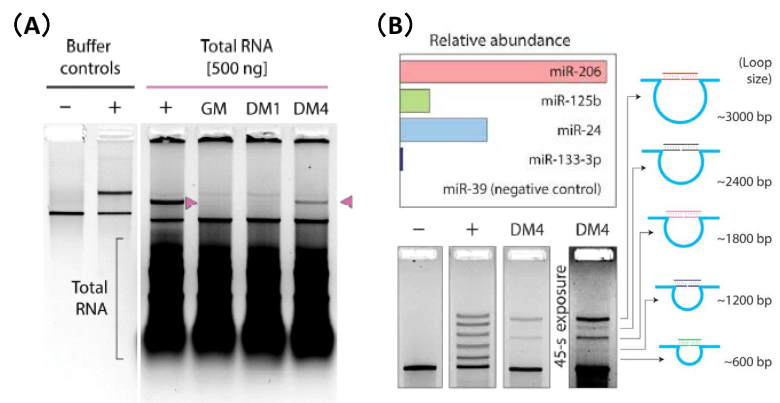 (A)
Buffer
controls
Total RNA
[500 ng]
− + + GM DM1 DM4
Total
RNA
(B)
Relative abundance
miR-206
miR-125b
miR-24
miR-133-3p
miR-39 (negative control)
− + DM4 DM4
45-s exposure
(Loop
size)
~3000 bp
~2400 bp
~1800 bp
~1200 bp
~600 bp